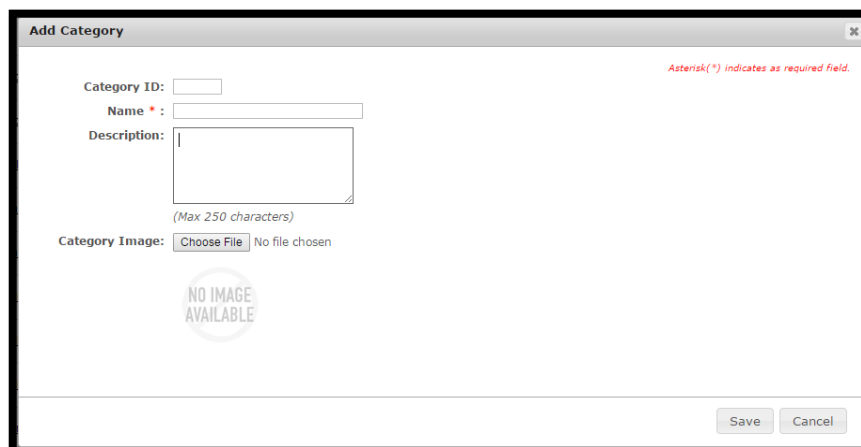 Add Category
Asterisk(*) indicates as required field.
Category ID:
Name * :
Description:
(Max 250 characters)
Category Image: Choose File No file chosen
NO IMAGE
AVAILABLE
Save Cancel